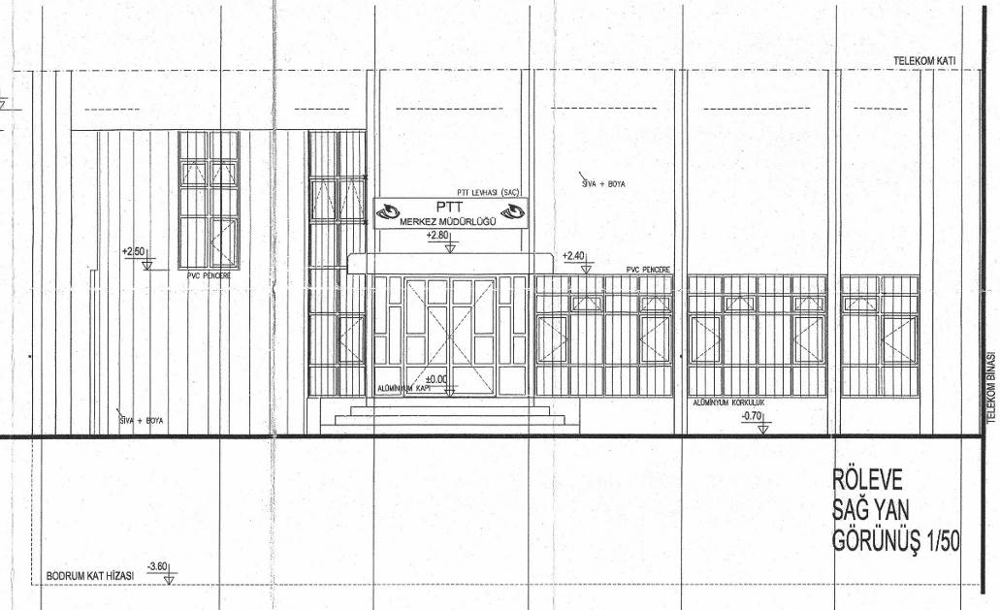 TELEKOM KATI
SIVA + BOYA
PTT LEVHASI (SAÇ)
PTT
MERKEZ MÜDÜRLÜĞÜ
+2.80
+2.50
+2.40
PVC PENCERE
PVC PENCERE
±0.00
ALÜMİNYUM KAPI
ALÜMİNYUM KORKULUK
-0.70
SIVA + BOYA
TELEKOM BİNASI
RÖLEVE
SAĞ YAN
GÖRÜNÜŞ 1/50
-3.60
BODRUM KAT HİZASI